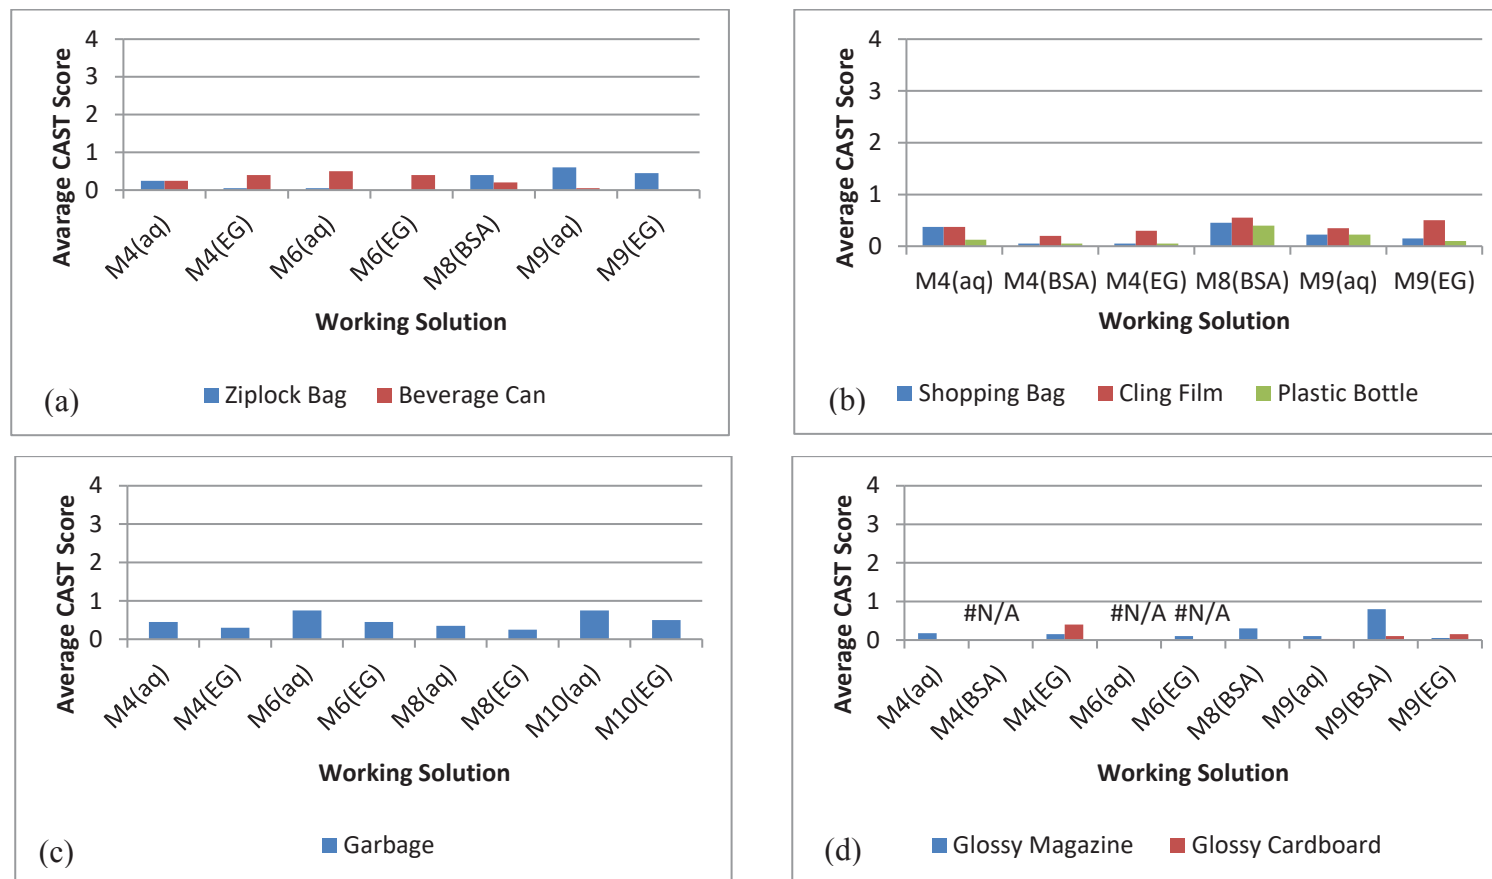 4
3
2
1
0
Avarage CAST Score
M4(aq)
M4(EG)
M6(aq)
M6(EG)
M8(BSA)
M9(aq)
M9(EG)
Working Solution
Ziplock Bag
Beverage Can
(a)
4
3
2
1
0
Average CAST Score
M4(aq)
M4(BSA)
M4(EG)
M8(BSA)
M9(aq)
M9(EG)
Working Solution
Shopping Bag
Cling Film
Plastic Bottle
(b)
4
3
2
1
0
Average CAST Score
M4(aq)
M4(EG)
M6(aq)
M6(EG)
M8(aq)
M8(EG)
M10(aq)
M10(EG)
Working Solution
Garbage
(c)
4
3
2
1
0
Average CAST Score
#N/A
#N/A
#N/A
M4(aq)
M4(BSA)
M4(EG)
M6(aq)
M6(EG)
M8(BSA)
M9(aq)
M9(BSA)
M9(EG)
Working Solution
Glossy Magazine
Glossy Cardboard
(d)